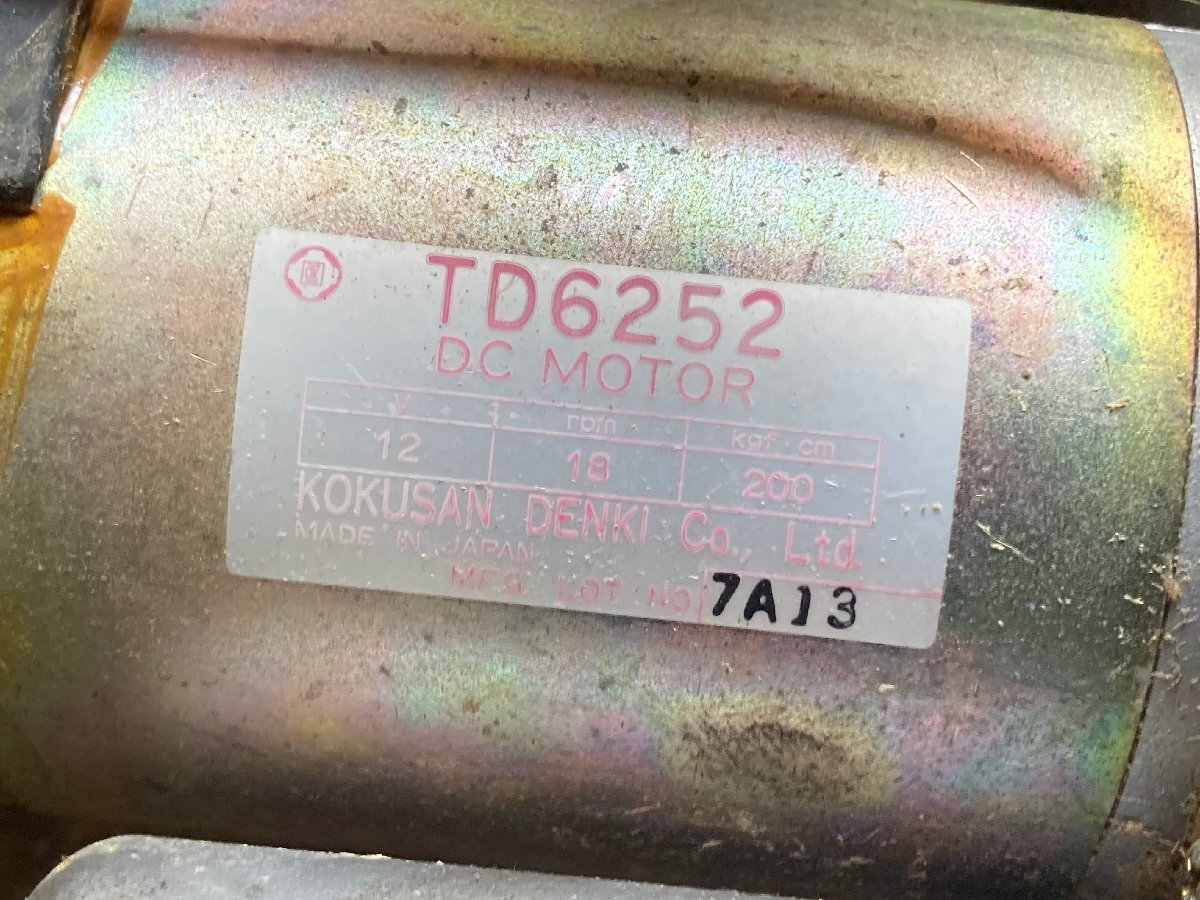 TD6252
DC MOTOR
V rpm kgf.cm
12 18 200
KOKUSAN DENKI Co., Ltd.
MADE IN JAPAN
MFG LOT NO 7A13